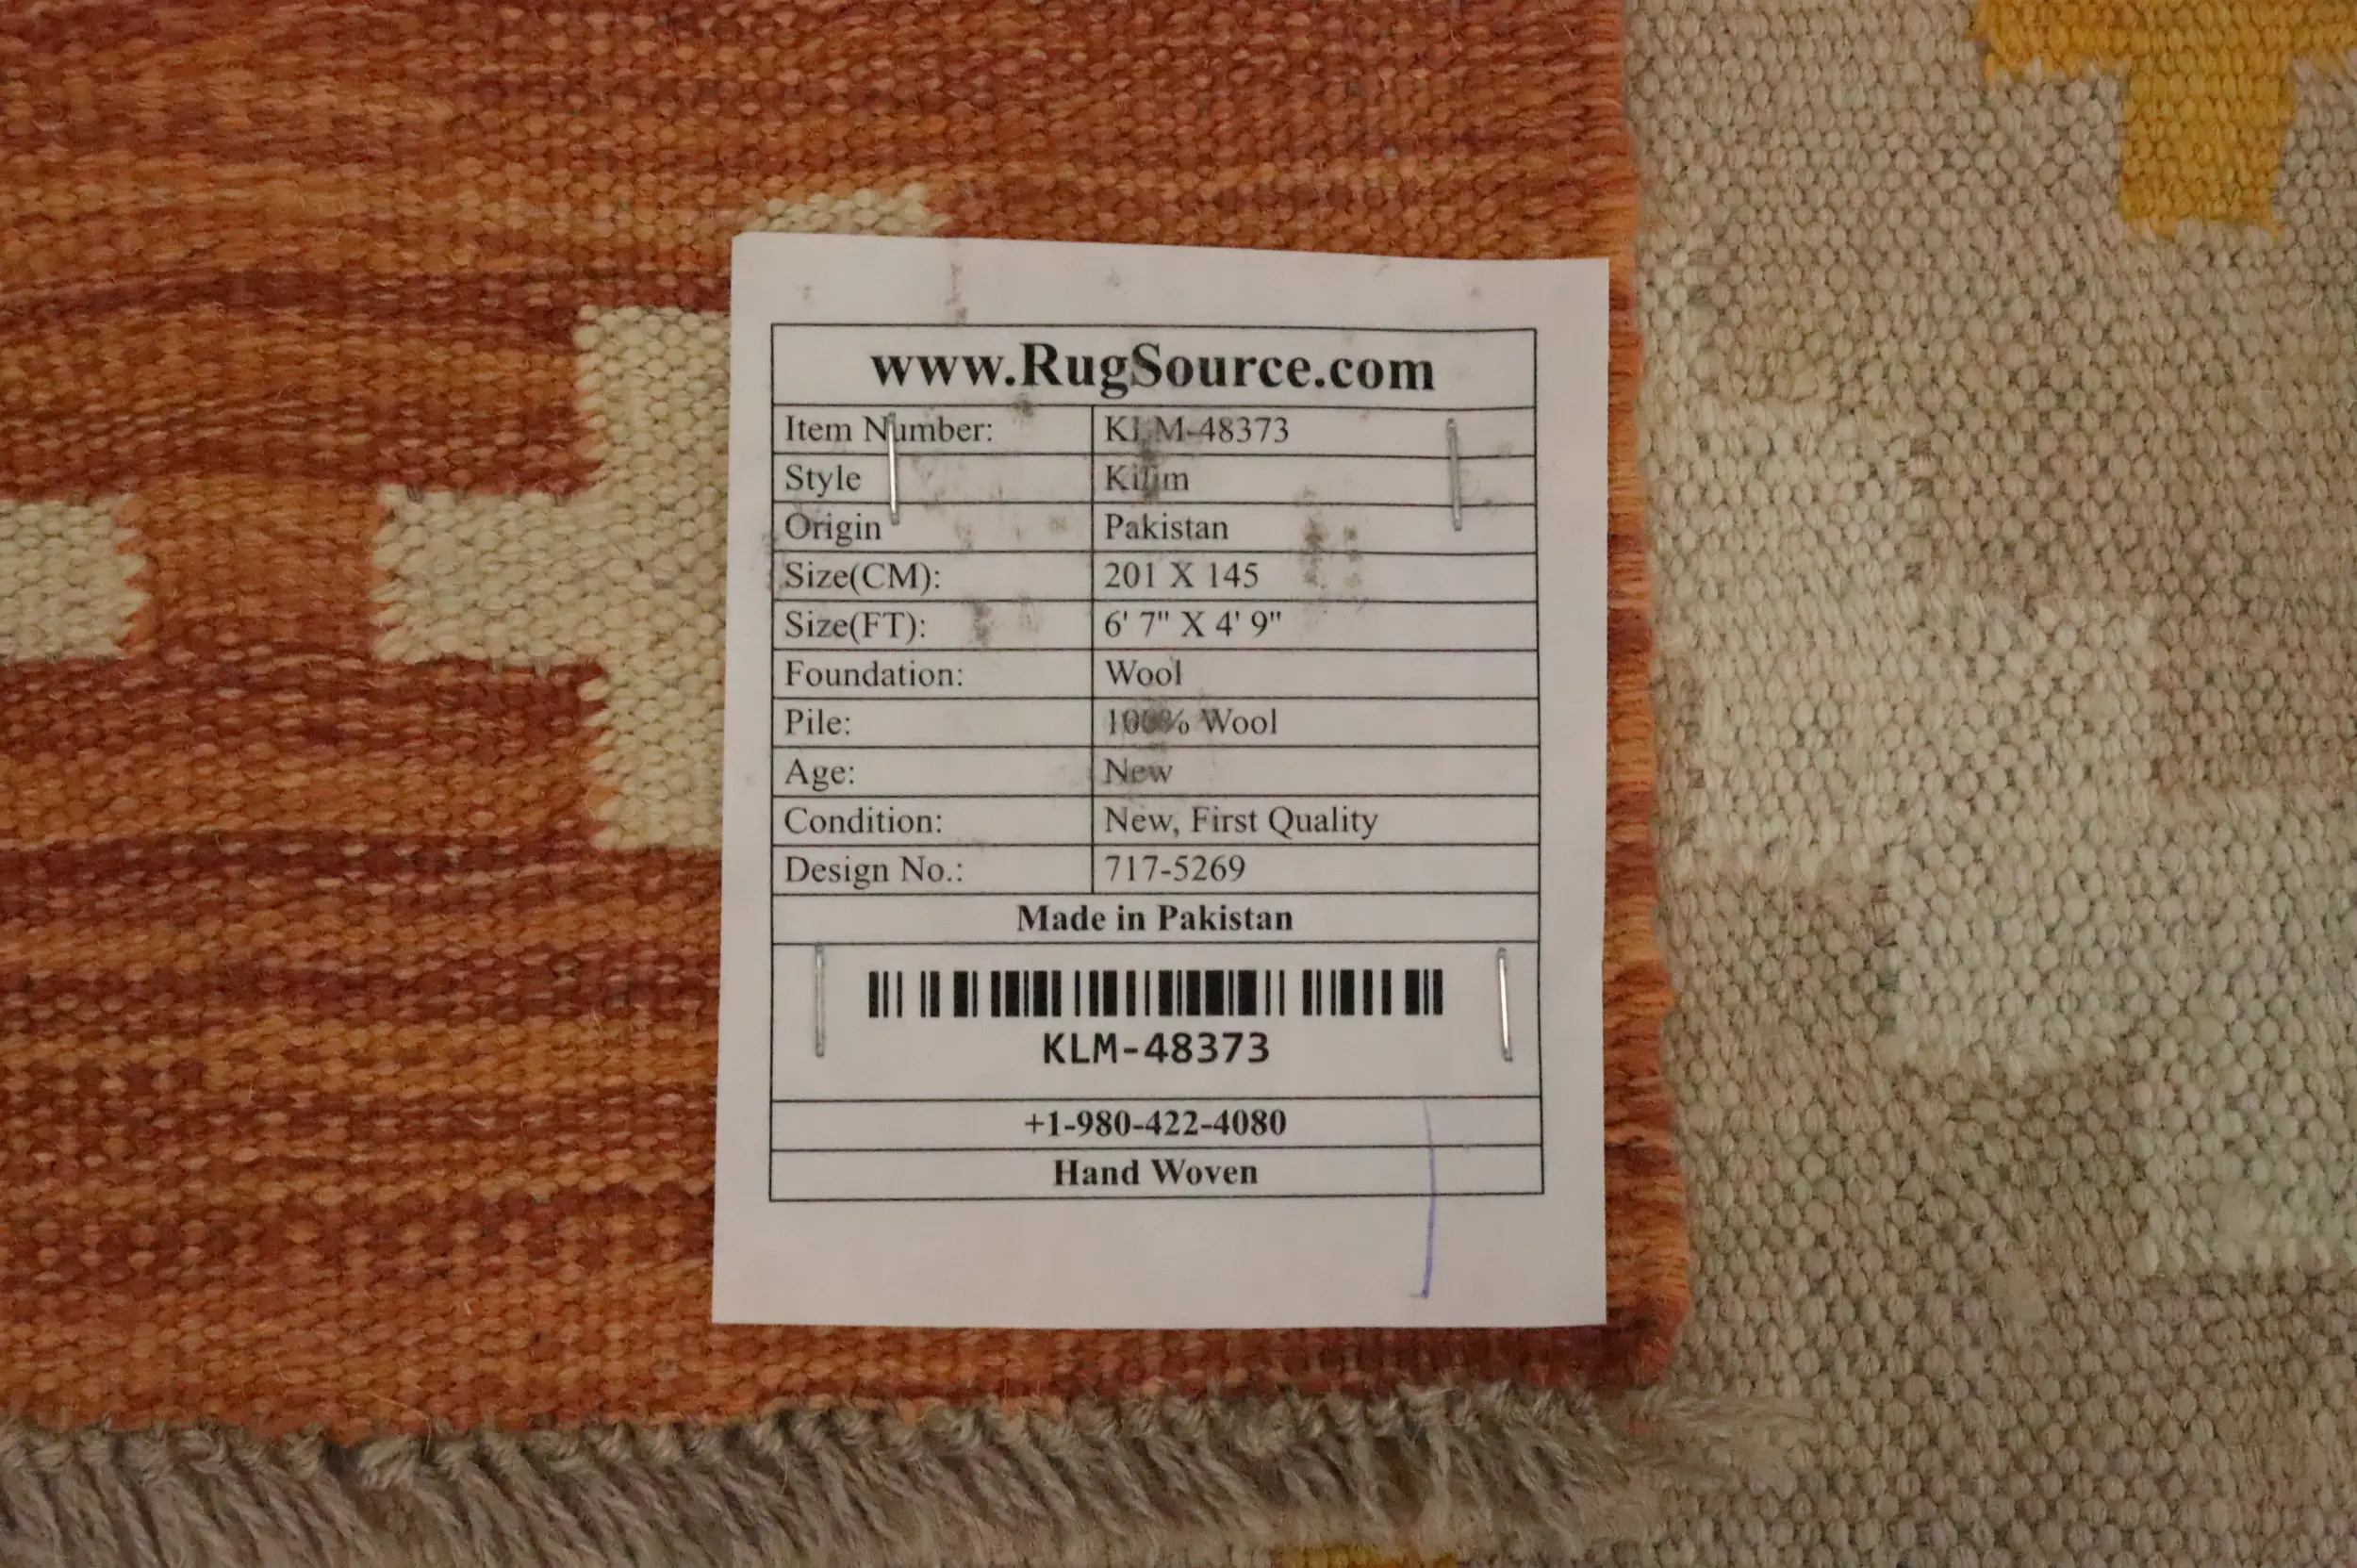 www.RugSource.com
Item Number: KLM-48373
Style Kilim
Origin Pakistan
Size(CM): 201 X 145
Size(FT): 6' 7" X 4' 9"
Foundation: Wool
Pile: 100% Wool
Age: New
Condition: New, First Quality
Design No.: 717-5269
Made in Pakistan
KLM-48373
+1-980-422-4080
Hand Woven